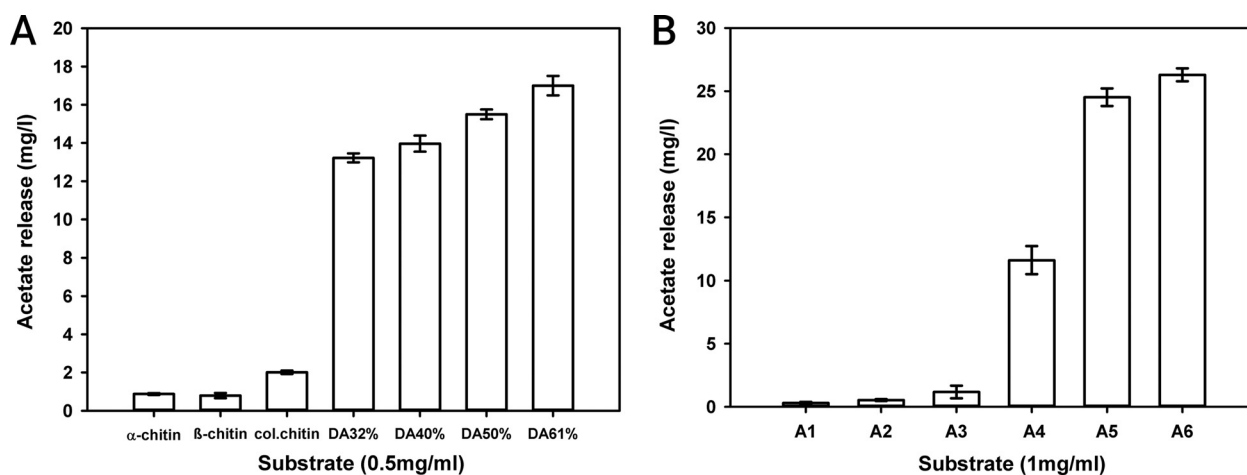 A
Acetate release (mg/l)
20
18
16
14
12
10
8
6
4
2
0
α-chitin ß-chitin col.chitin DA32% DA40% DA50% DA61%
Substrate (0.5mg/ml)
B
Acetate release (mg/l)
30
25
20
15
10
5
0
A1 A2 A3 A4 A5 A6
Substrate (1mg/ml)